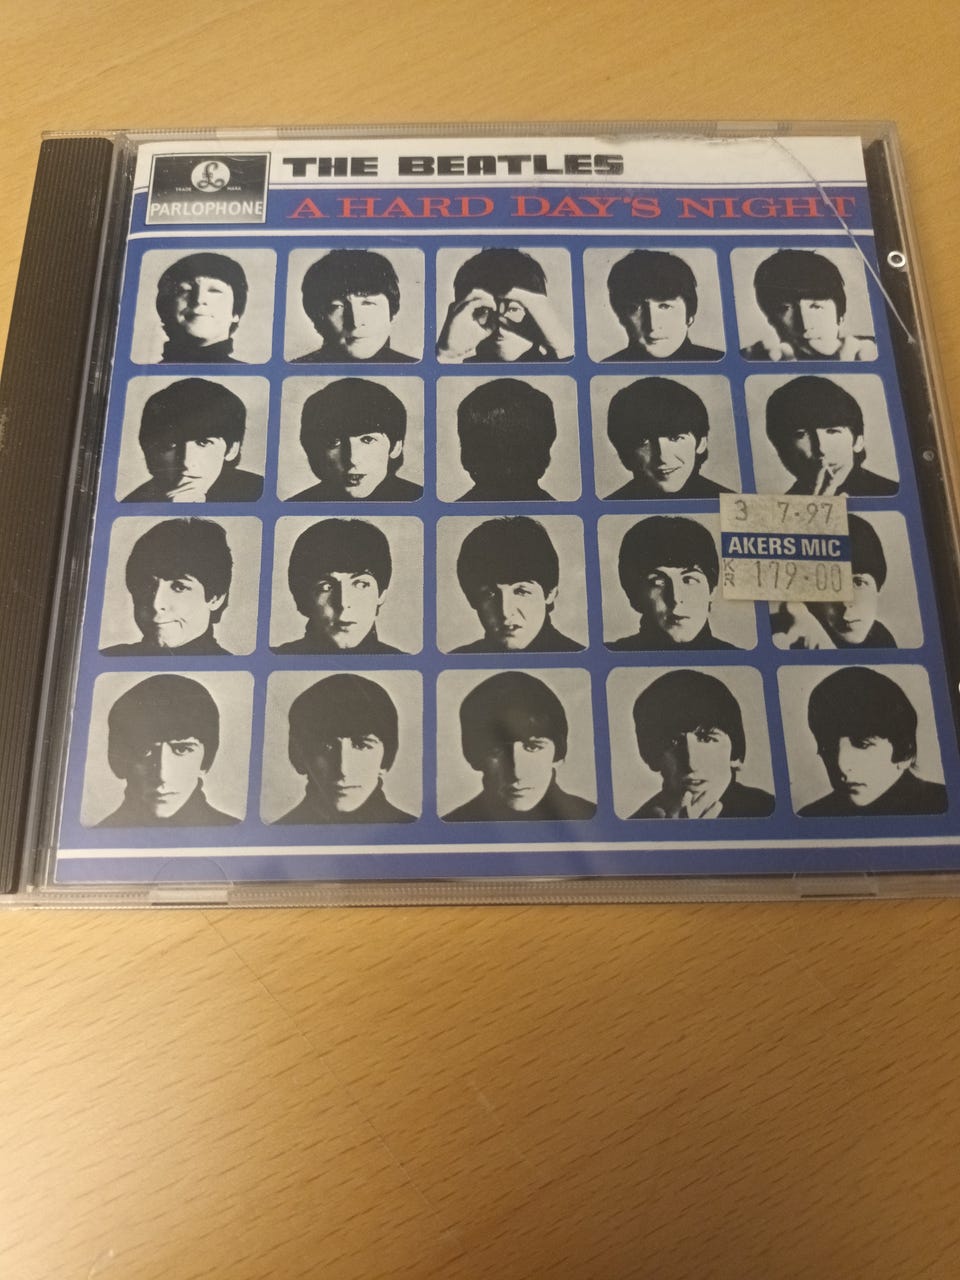 THE BEATLES
TRADE MARK
PARLOPHONE
A HARD DAY'S NIGHT
3 7-97
AKERS MIC
KR 179-00